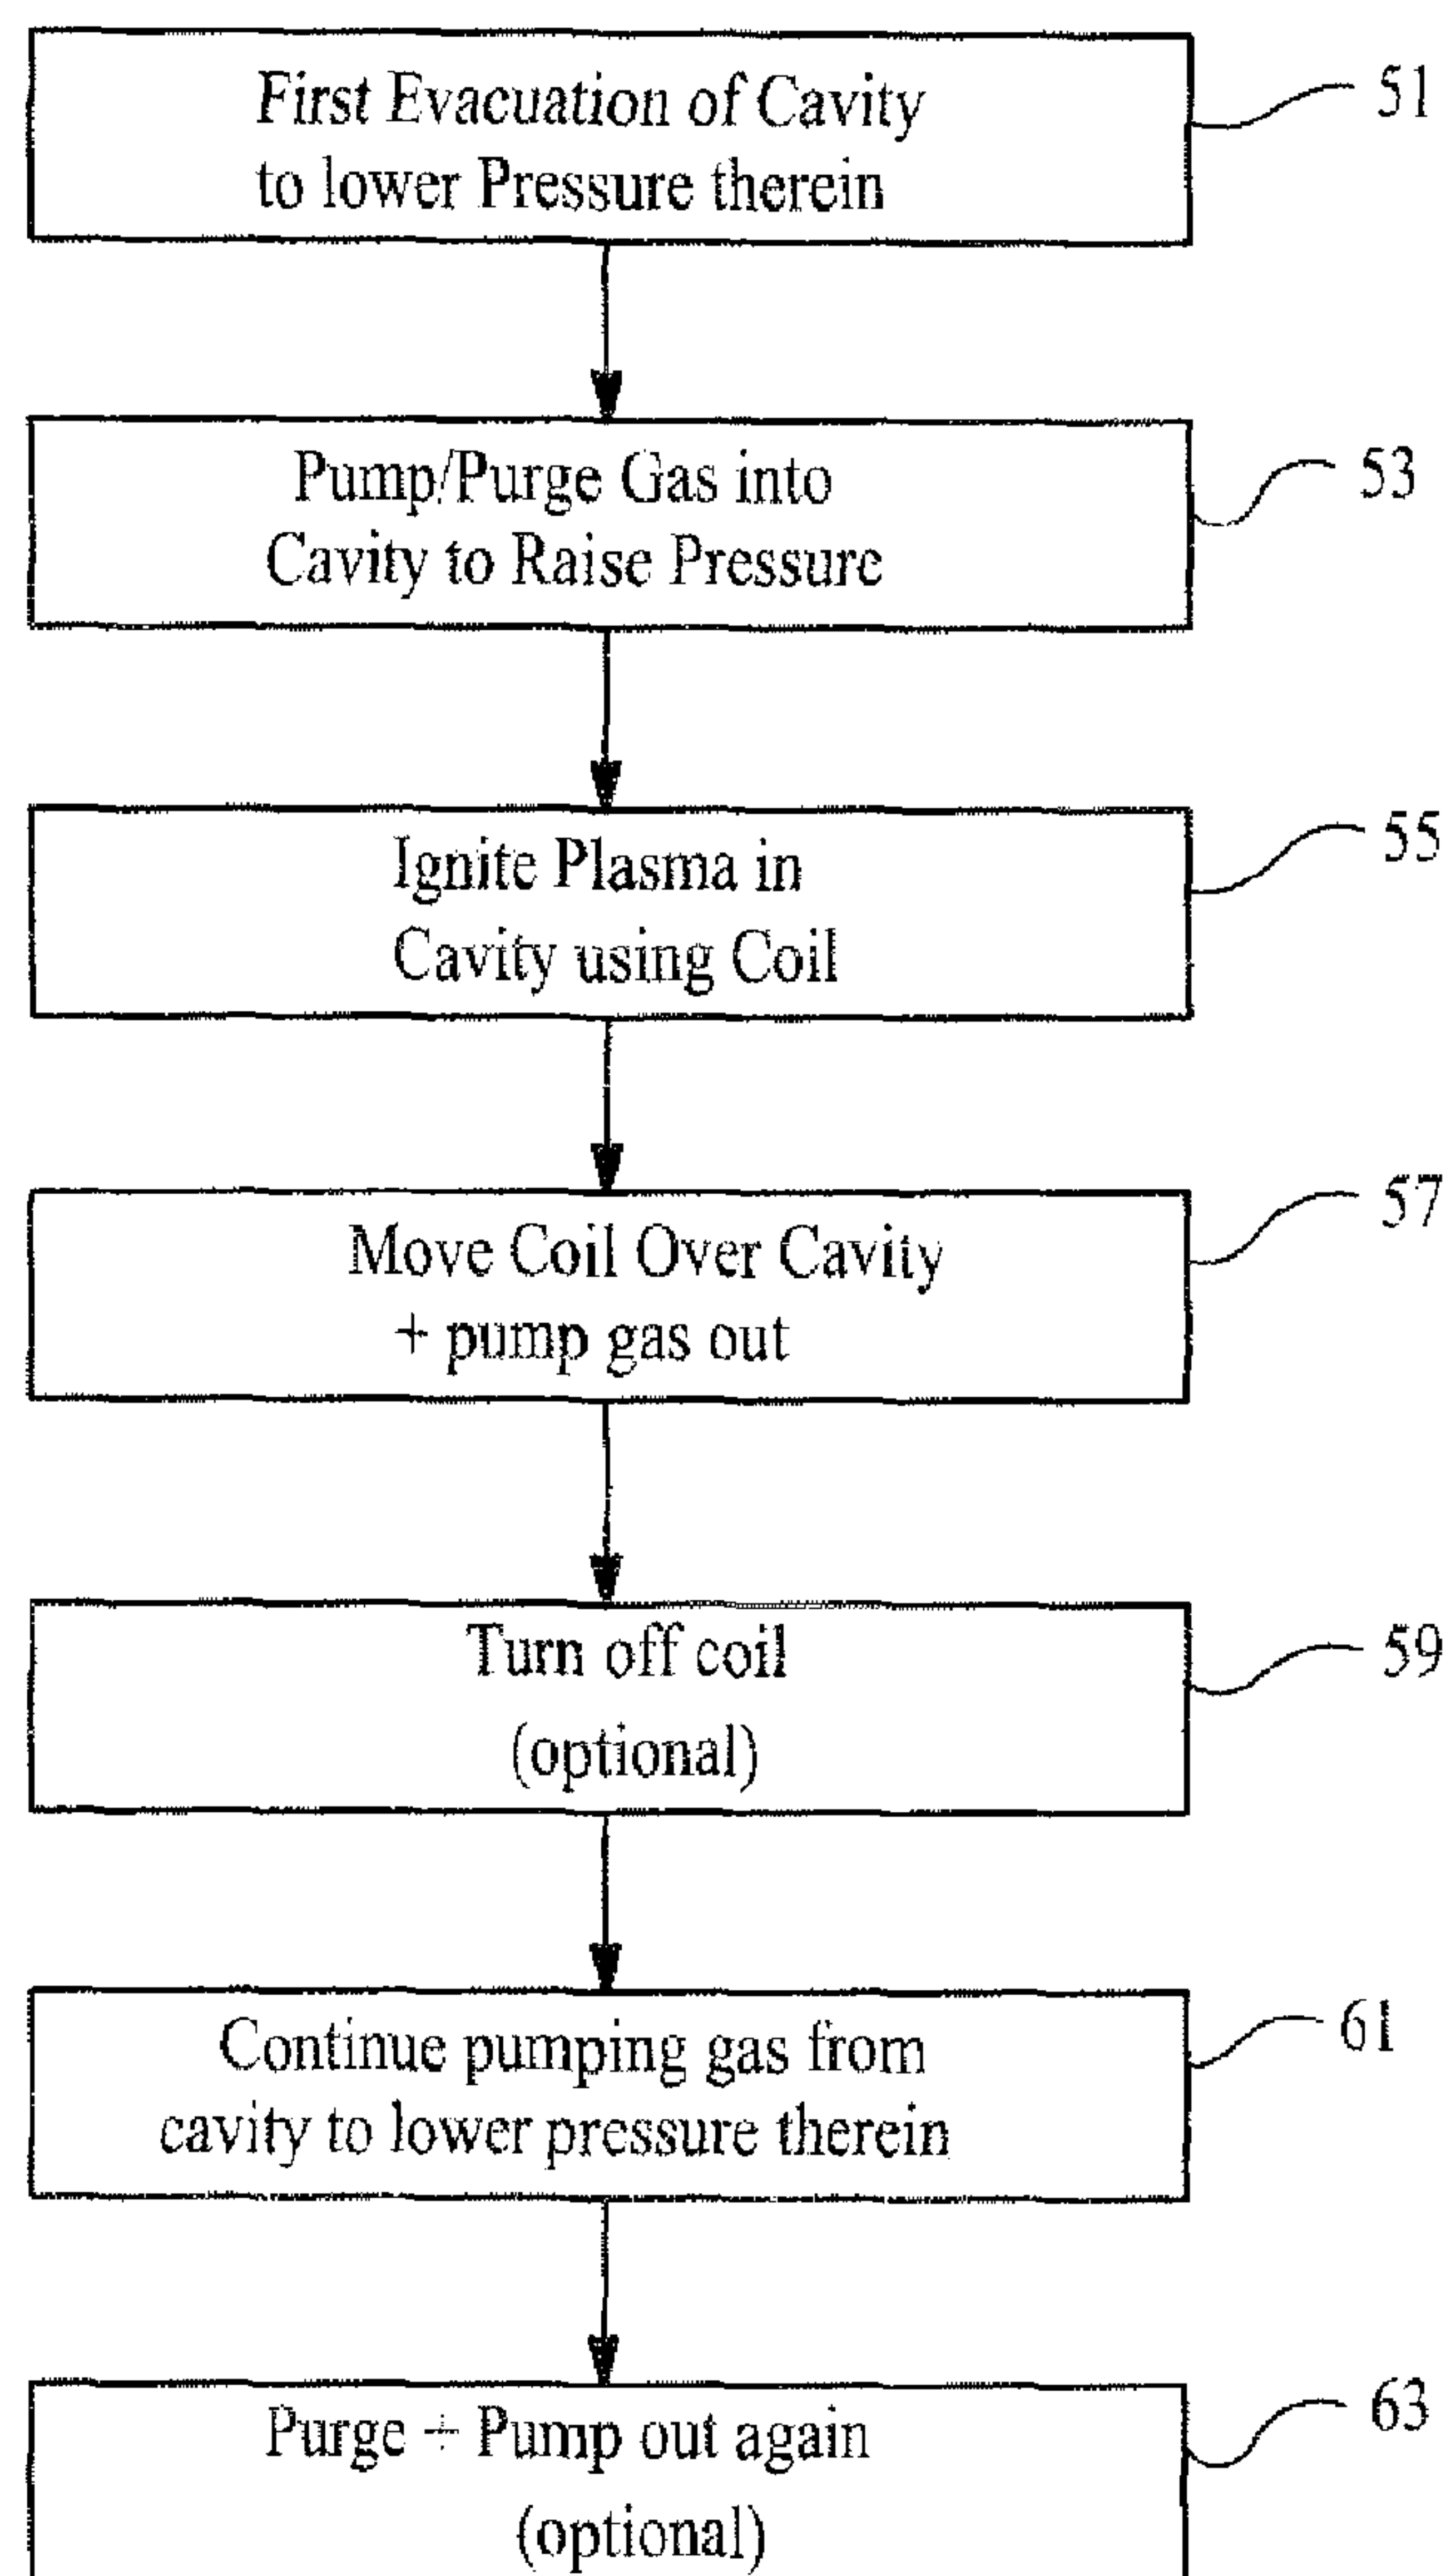 First Evacuation of Cavity
to lower Pressure therein
51
Pump/Purge Gas into
Cavity to Raise Pressure
53
Ignite Plasma in
Cavity using Coil
55
Move Coil Over Cavity
+ pump gas out
57
Turn off coil
(optional)
59
Continue pumping gas from
cavity to lower pressure therein
61
Purge + Pump out again
(optional)
63